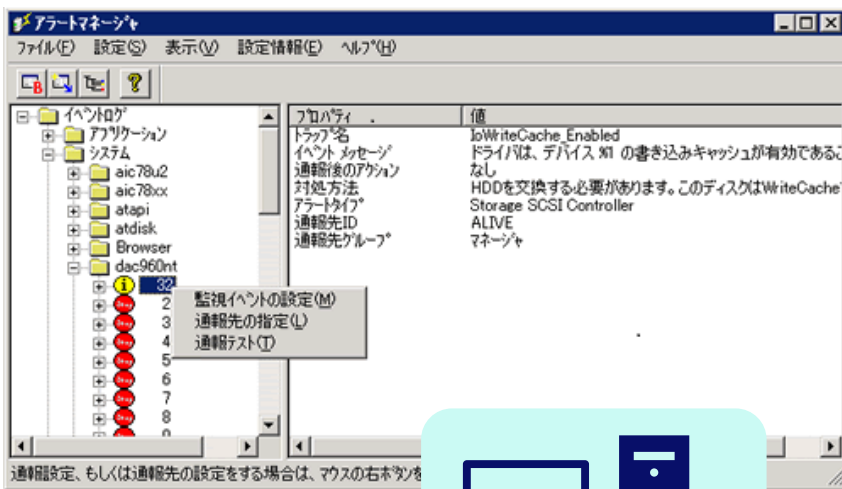 アラートマネージャ
ファイル(F) 設定(S) 表示(V) 設定情報(E) ヘルプ(H)
イベントログ
アプリケーション
システム
aic78u2
aic78xx
atapi
atdisk
Browser
dac960nt
32
2
3
4
5
6
7
8
監視イベントの設定(M)
通報先の指定(L)
通報テスト(T)
プロパティ . 値
トラップ名 IoWriteCache_Enabled
イベント メッセージ ドライバは、デバイス %1 の書き込みキャッシュが有効である
通報後のアクション なし
対処方法 HDDを交換する必要があります。このディスクはWriteCache
アラートタイプ Storage SCSI Controller
通報先ID ALIVE
通報先グループ マネージャ
通報設定、もしくは通報先の設定をする場合は、マウスの右ボタンを